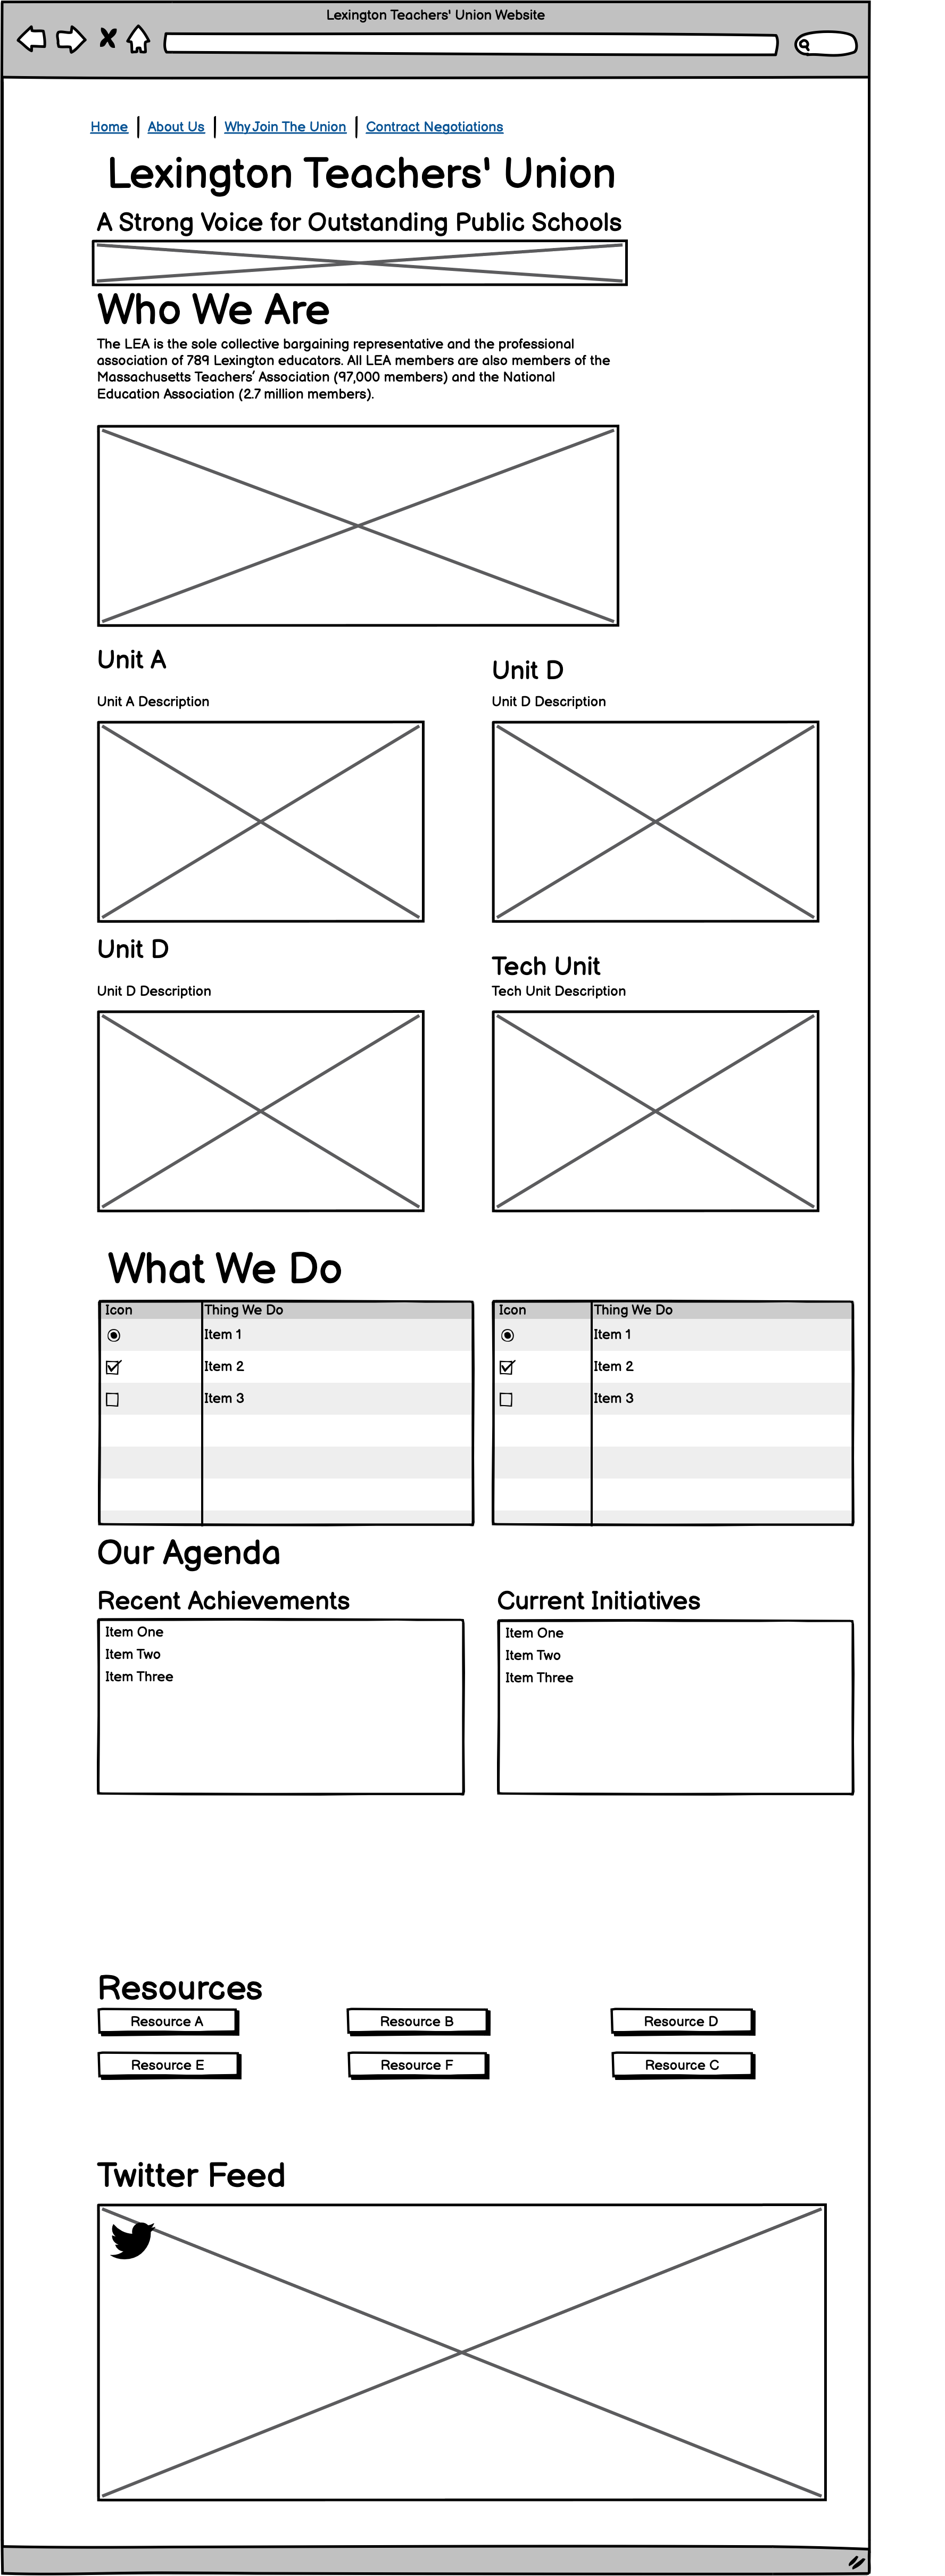 Lexington Teachers' Union Website
Home | About Us | Why Join The Union | Contract Negotiations
Lexington Teachers' Union
A Strong Voice for Outstanding Public Schools
Who We Are
The LEA is the sole collective bargaining representative and the professional
association of 789 Lexington educators. All LEA members are also members of the
Massachusetts Teachers’ Association (97,000 members) and the National
Education Association (2.7 million members).
Unit A
Unit D
Unit A Description
Unit D Description
Unit D
Tech Unit
Unit D Description
Tech Unit Description
What We Do
Icon Thing We Do
Item 1
Item 2
Item 3
Icon Thing We Do
Item 1
Item 2
Item 3
Our Agenda
Recent Achievements
Item One
Item Two
Item Three
Current Initiatives
Item One
Item Two
Item Three
Resources
Resource A Resource B Resource D
Resource E Resource F Resource C
Twitter Feed